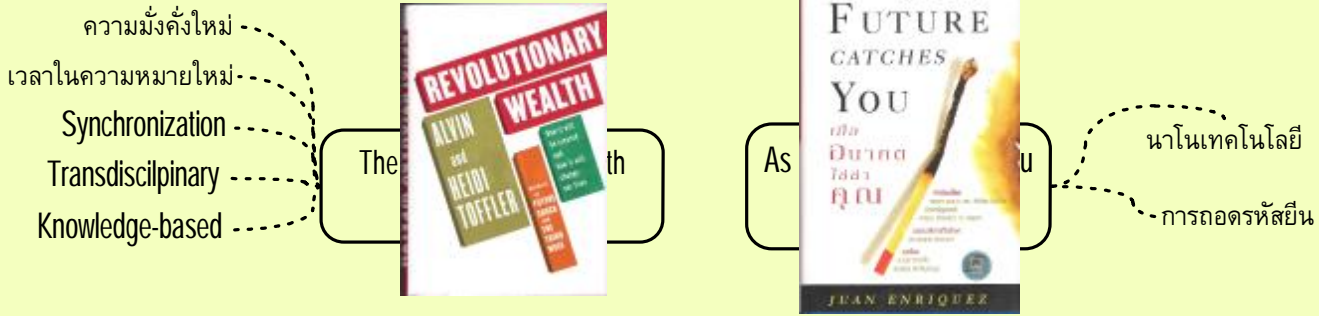 ความมั่งคั่งใหม่
เวลาในความหมายใหม่
Synchronization
Transdiscilpinary
Knowledge-based
The
th
REVOLUTIONARY
WEALTH
ALVIN
and
HEIDI
TOFFLER
FUTURE
CATCHES
YOU
เมื่อ
อนาคต
ไล่ล่า
คุณ
JUAN ENRIQUEZ
As
u
นาโนเทคโนโลยี
การถอดรหัสยีน